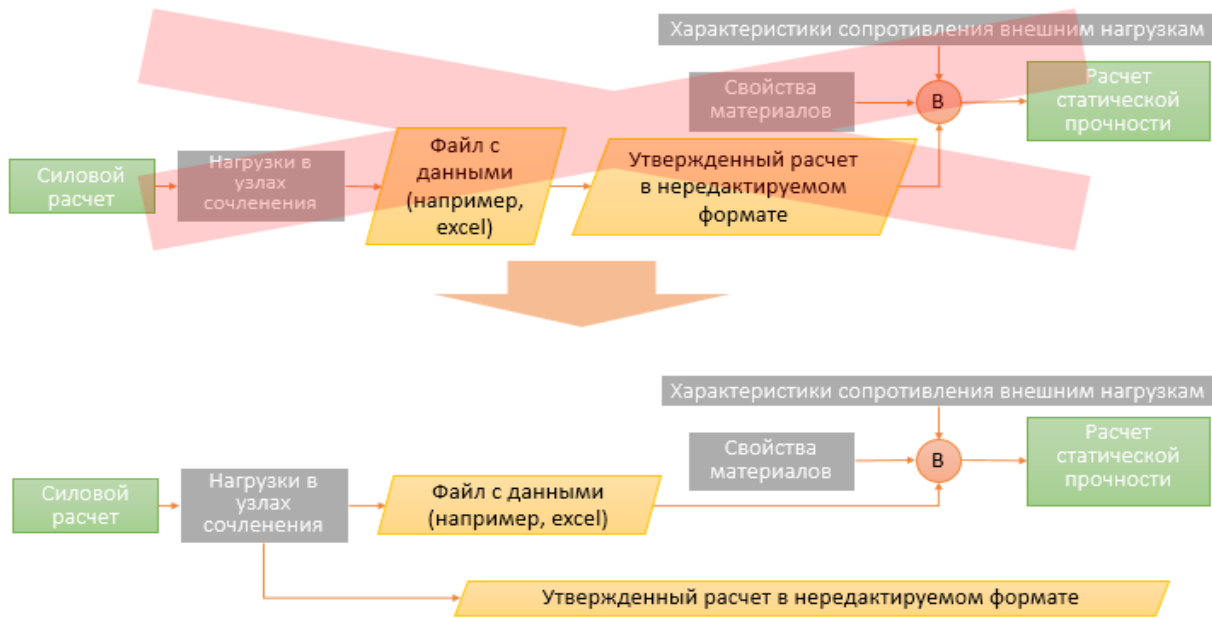 Характеристики сопротивления внешним нагрузкам
Свойства
материалов
В
Расчет
статической
прочности
Силовой
расчет
Нагрузки в
узлах
сочленения
Файл с
данными
(например,
excel)
Утвержденный расчет
в нередактируемом
формате
Характеристики сопротивления внешним нагрузкам
Свойства
материалов
В
Расчет
статической
прочности
Силовой
расчет
Нагрузки в
узлах
сочленения
Файл с данными
(например, excel)
Утвержденный расчет в нередактируемом формате